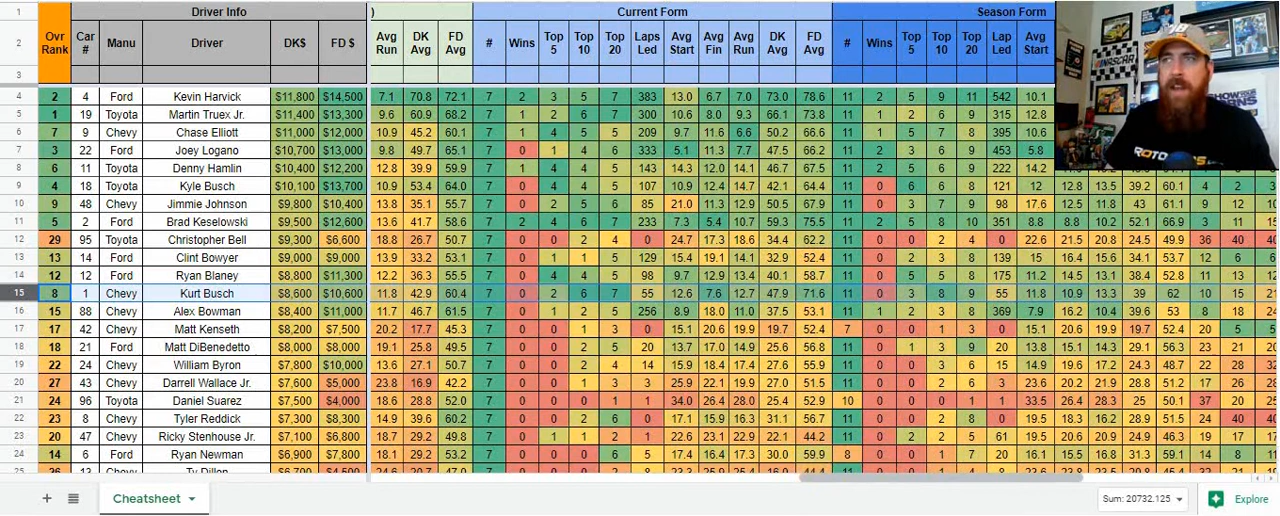 1 Driver Info ) Current Form Season Form
2 Ovr Rank Car # Manu Driver DK$ FD $ Avg Run DK Avg FD Avg # Wins Top 5 Top 10 Top 20 Laps Led Avg Start Avg Fin Avg Run DK Avg FD Avg # Wins Top 5 Top 10 Top 20 Lap Led Avg Start
3
4 2 4 Ford Kevin Harvick $11,800 $14,500 7.1 70.8 72.1 7 2 3 5 7 383 13.0 6.7 7.0 73.0 78.6 11 2 5 9 11 542 10.1
5 1 19 Toyota Martin Truex Jr. $11,400 $13,300 9.6 60.9 68.2 7 1 2 6 7 300 10.6 8.0 9.3 66.1 73.8 11 1 2 6 9 315 12.8
6 7 9 Chevy Chase Elliott $11,000 $12,000 10.9 45.2 60.1 7 1 4 5 5 209 9.7 11.6 6.6 50.2 66.6 11 1 5 7 8 395 10.6
7 3 22 Ford Joey Logano $10,700 $13,000 9.8 47.7 65.1 7 0 1 4 6 333 5.1 11.3 7.7 47.5 66.2 11 2 3 6 9 453 5.8
8 6 11 Toyota Denny Hamlin $10,400 $12,200 12.8 39.9 59.9 7 1 4 4 6 143 14.3 12.0 14.1 46.7 67.5 11 2 6 6 9 222 14.2
9 4 18 Toyota Kyle Busch $10,100 $13,700 10.9 53.4 64.0 7 0 4 4 6 107 10.9 12.4 14.7 42.1 64.4 11 0 6 6 8 121 12 12.8 13.5 39.2 60.1 4 2 3
10 9 48 Chevy Jimmie Johnson $9,800 $10,400 13.8 35.1 55.7 7 0 2 5 6 85 21.0 11.3 12.9 50.3 67.9 11 0 3 7 9 98 17.6 12.9 12.3 43 61.1 9 12 10
11 5 2 Ford Brad Keselowski $9,500 $12,600 13.6 41.7 58.6 7 2 4 6 7 233 7.3 5.4 10.7 63.9 75.5 11 2 5 8 10 351 8.8 8.8 10.2 52.1 66.9 3 11 15
12 29 95 Toyota Christopher Bell $9,300 $6,600 18.8 26.7 50.7 7 0 0 2 4 0 24.7 17.3 18.6 34.4 62.2 11 0 0 2 4 0 22.6 21.5 20.8 24.5 49.9 36 40 40
13 13 14 Ford Clint Bowyer $9,000 $9,000 13.9 33.2 53.1 7 0 1 1 5 129 15.4 19.1 14.1 32.9 52.4 11 0 2 3 8 139 15 16.4 15.6 34.1 53.7 12 6 12
14 12 12 Ford Ryan Blaney $8,800 $11,300 12.2 36.3 55.5 7 0 4 4 5 98 9.7 12.9 13.4 40.1 58.7 11 0 5 5 8 175 11.2 14.5 13.1 38.4 52.8 11 13 13
15 8 1 Chevy Kurt Busch $8,600 $10,600 11.8 42.9 60.4 7 0 2 6 7 55 12.6 7.6 12.7 47.9 71.6 11 0 3 8 9 55 11.8 10.9 13.3 39 62 10 15 21
16 15 88 Chevy Alex Bowman $8,400 $11,000 11.7 46.7 61.5 7 0 1 2 5 256 8.9 18.0 11.0 37.5 53.1 11 1 2 3 8 369 7.9 16.2 10.4 39.6 53 8 14
17 17 42 Chevy Matt Kenseth $8,200 $7,500 20.2 17.7 45.3 7 0 0 1 3 0 15.1 20.6 19.9 19.7 52.4 7 0 0 1 3 0 15.1 20.6 19.9 19.7 52.4 20 5 5
18 18 21 Ford Matt DiBenedetto $8,000 $8,000 19.1 25.8 49.5 7 0 0 2 5 20 13.7 17.0 14.9 25.6 56.8 11 0 1 3 9 20 13.8 15.1 14.3 29.1 56.3 23 21
19 22 24 Chevy William Byron $7,800 $10,000 13.6 27.1 50.7 7 0 0 2 4 14 15.9 18.4 17.4 27.6 55.9 11 0 0 3 6 15 14.9 19.6 17.2 24.3 48.7 22 32
20 27 43 Chevy Darrell Wallace Jr. $7,600 $5,000 23.8 16.9 42.2 7 0 0 1 3 3 25.9 22.1 19.9 27.0 51.5 11 0 0 2 6 3 23.6 20.2 21.9 28.8 51.2 17 26 28
21 24 96 Toyota Daniel Suarez $7,500 $4,000 22.9 21.3 49.0 7 0 0 0 1 1 34.0 26.4 28.0 25.4 52.9 10 0 0 0 1 1 33.5 26.4 28.3 25 50.1 37 20
22 23 8 Chevy Tyler Reddick $7,300 $8,300 14.9 39.6 60.2 7 0 0 2 6 0 17.1 15.9 16.3 31.1 63.7 11 0 0 2 8 0 19.5 18.3 16.2 28.9 51.5 24 40 40
23 20 47 Chevy Ricky Stenhouse Jr. $7,100 $6,800 18.7 29.2 49.8 7 0 1 1 2 1 22.6 23.1 22.9 22.1 44.2 11 0 2 2 5 61 19.5 20.9 24.9 46.3 19 17
24 14 6 Ford Ryan Newman $6,900 $7,800 18.1 29.2 53.2 7 0 0 0 6 5 17.4 16.4 17.3 30.0 59.9 8 0 0 1 7 20 16.1 15.5 16.8 31.3 59.1 14 8
25 26 13 Chevy Ty Dillon $6,700 $4,500
Cheatsheet
Sum: 20732.125
Explore